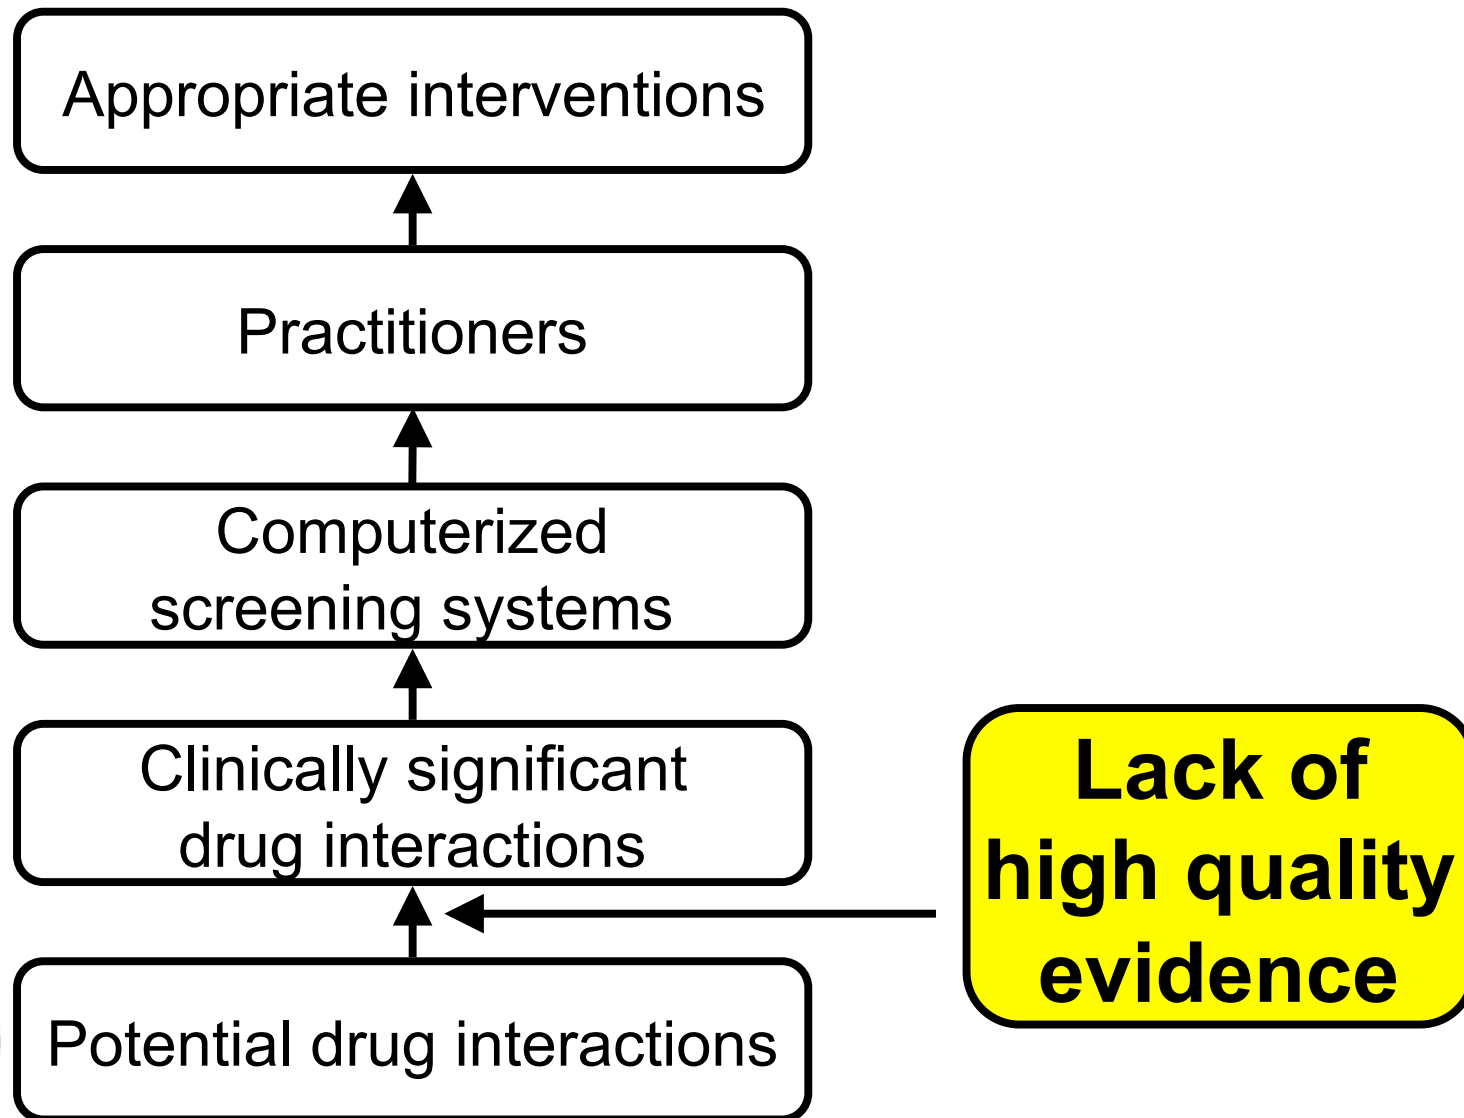 Appropriate interventions
Practitioners
Computerized
screening systems
Clinically significant
drug interactions
Lack of
high quality
evidence
Potential drug interactions